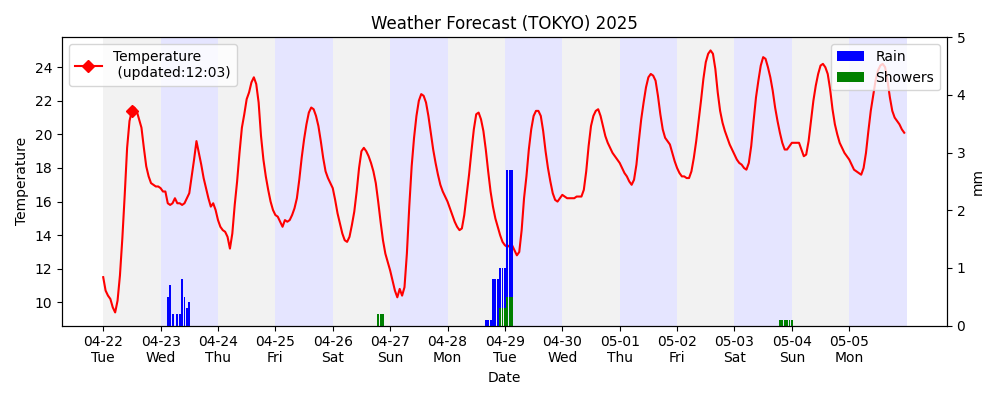 Weather Forecast (TOKYO) 2025
Temperature
(updated:12:03)
Rain
Showers
Temperature
24
22
20
18
16
14
12
10
5
4
3
2
1
0
mm
04-22 04-23 04-24 04-25 04-26 04-27 04-28 04-29 04-30 05-01 05-02 05-03 05-04 05-05
Tue Wed Thu Fri Sat Sun Mon Tue Wed Thu Fri Sat Sun Mon
Date